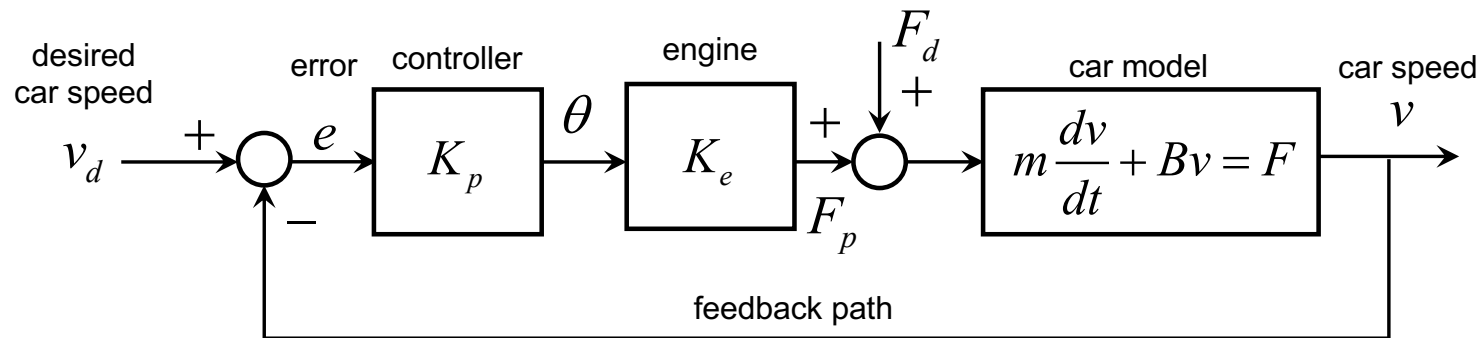 desired
car speed
v_d
+
−
error
e
controller
K_p
θ
engine
K_e
+
F_p
F_d
+
car model
m dv/dt + Bv = F
car speed
v
feedback path